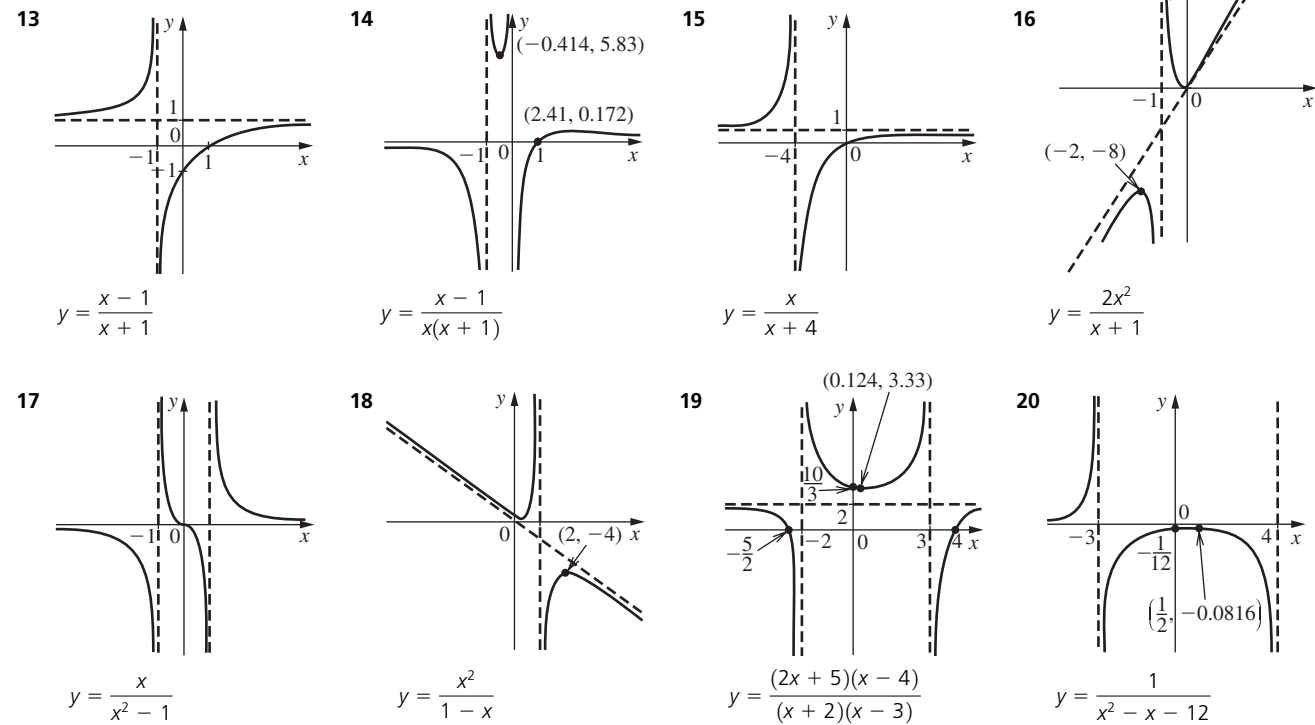 13
y
1
0
−1
1
x
−1
y = (x − 1)/(x + 1)
14
y
(−0.414, 5.83)
(2.41, 0.172)
−1
0
1
x
y = (x − 1)/(x(x + 1))
15
y
1
−4
0
x
y = x/(x + 4)
16
−1
0
x
(−2, −8)
y = 2x²/(x + 1)
17
y
−1
0
x
y = x/(x² − 1)
18
y
0
(2, −4)
x
y = x²/(1 − x)
19
(0.124, 3.33)
y
10/3
2
−5/2
−2
0
3
4
x
y = ((2x + 5)(x − 4))/((x + 2)(x − 3))
20
y
0
−3
4
x
−1/12
(1/2, −0.0816)
y = 1/(x² − x − 12)